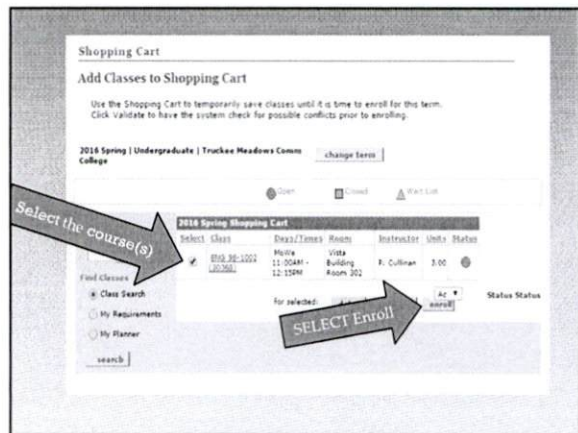 Shopping Cart
Add Classes to Shopping Cart
Use the Shopping Cart to temporarily save classes until it is time to enroll for this term.
Click Validate to have the system check for possible conflicts prior to enrolling.
2016 Spring | Undergraduate | Truckee Meadows Comm
College
change term
Open Closed Wait List
Select the course(s)
2016 Spring Shopping Cart
Select Class Days/Times Room Instructor Units Status
MoWe
11:00AM -
12:15PM
Vista
Building
Room 302
P. Cullinan 3.00
Find Classes
Class Search
My Requirements
My Planner
search
for selected:
SELECT Enroll
enroll
Status Status